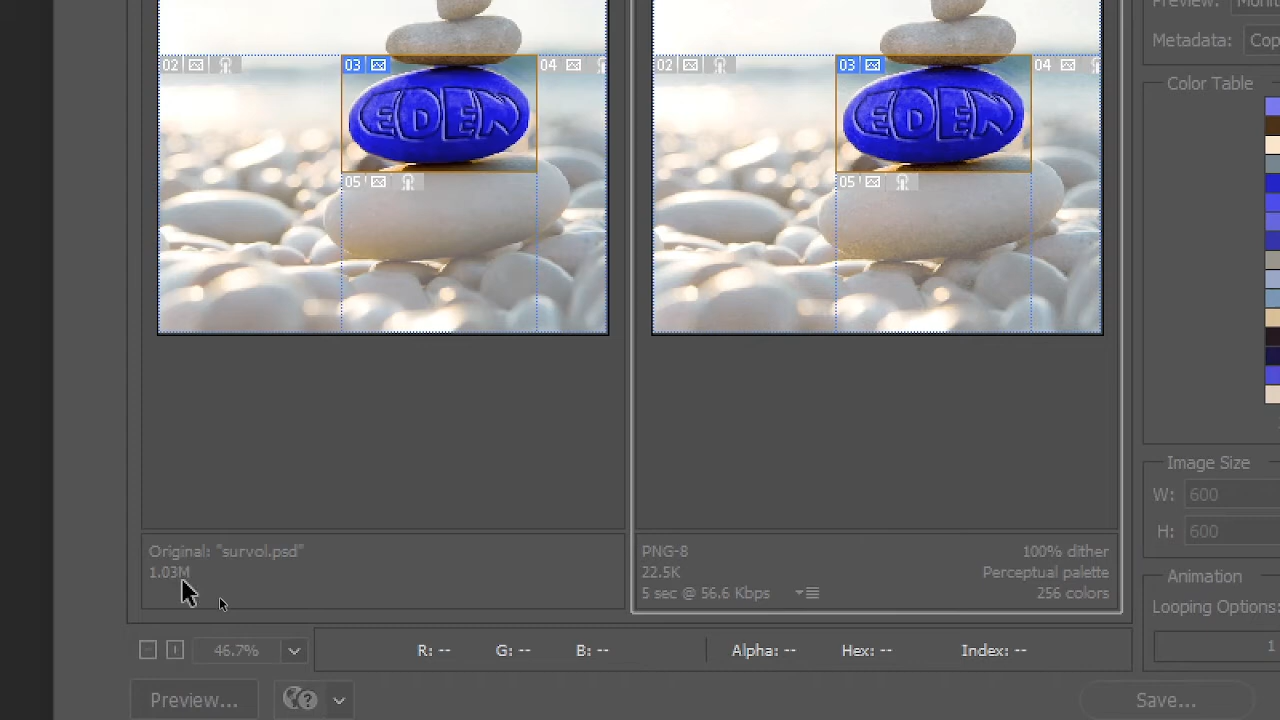 Preview:
Metadata:
Color Table
02
03
04
02
03
04
EDEN
EDEN
05
05
Image Size
W: 600
H: 600
Original: "survol.psd"
1.03M
PNG-8
100% dither
22.5K
Perceptual palette
5 sec @ 56.6 Kbps
256 colors
Animation
Looping Options:
1
46.7%
R: --
G: --
B: --
Alpha: --
Hex: --
Index: --
Preview...
Save...